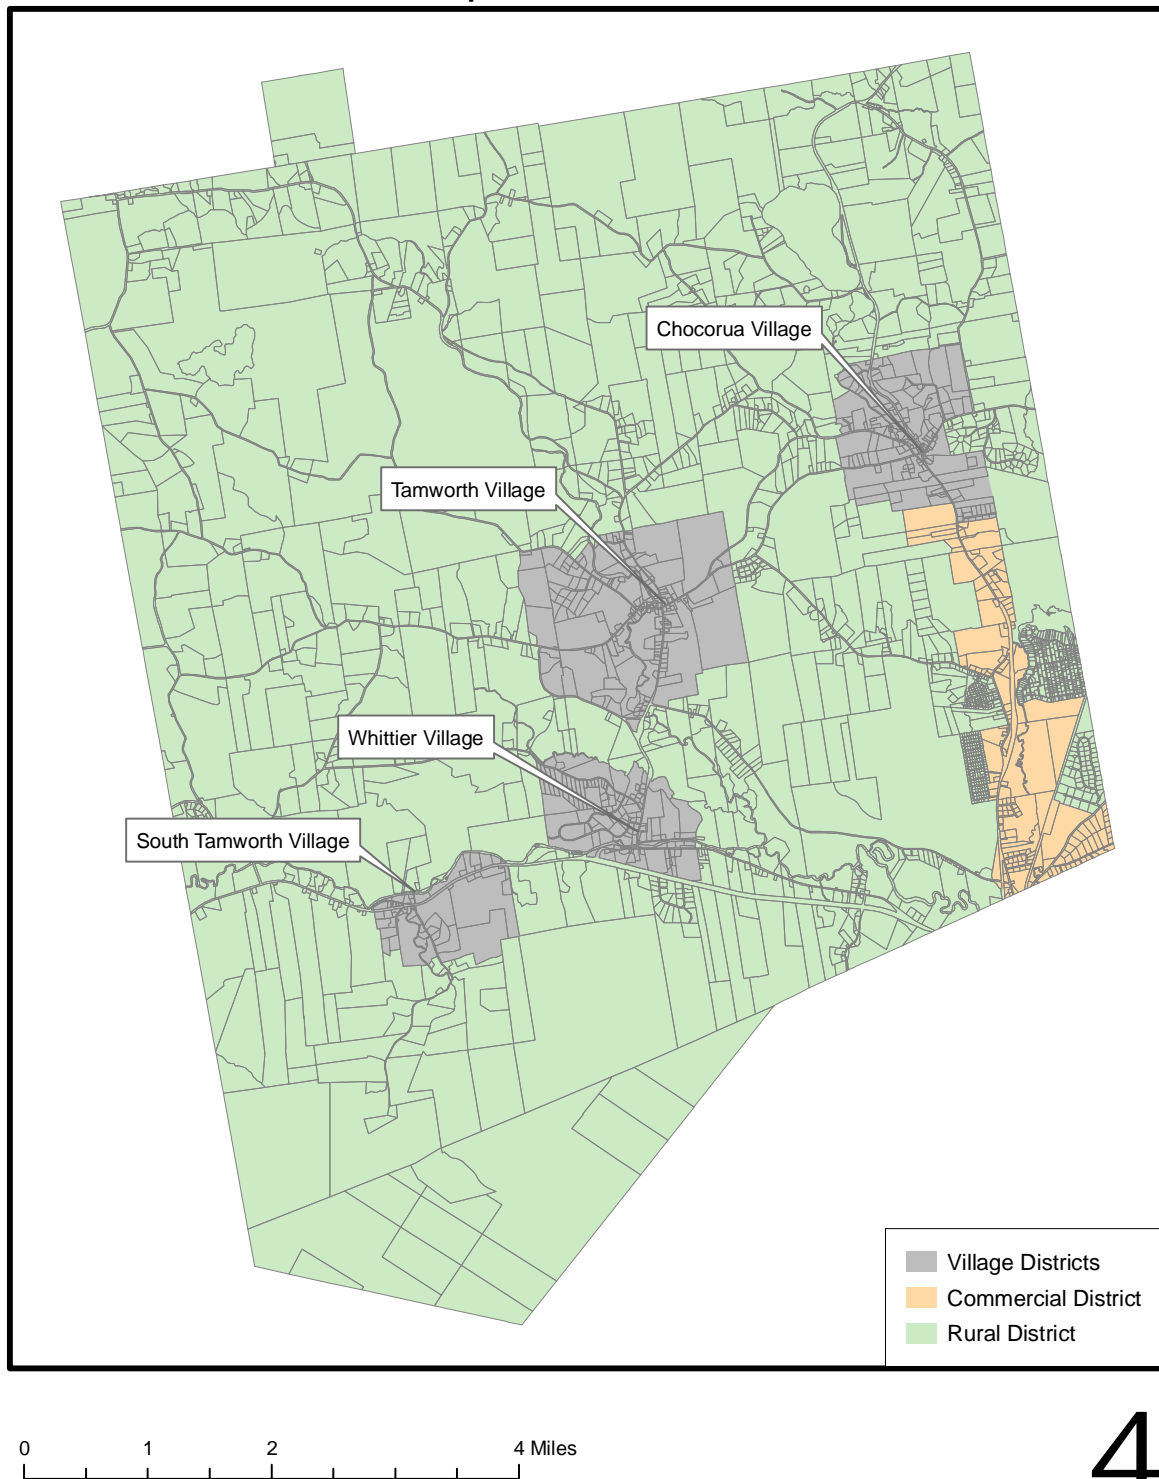 Chocorua Village
Tamworth Village
Whittier Village
South Tamworth Village
Village Districts
Commercial District
Rural District
0 1 2 4 Miles
4